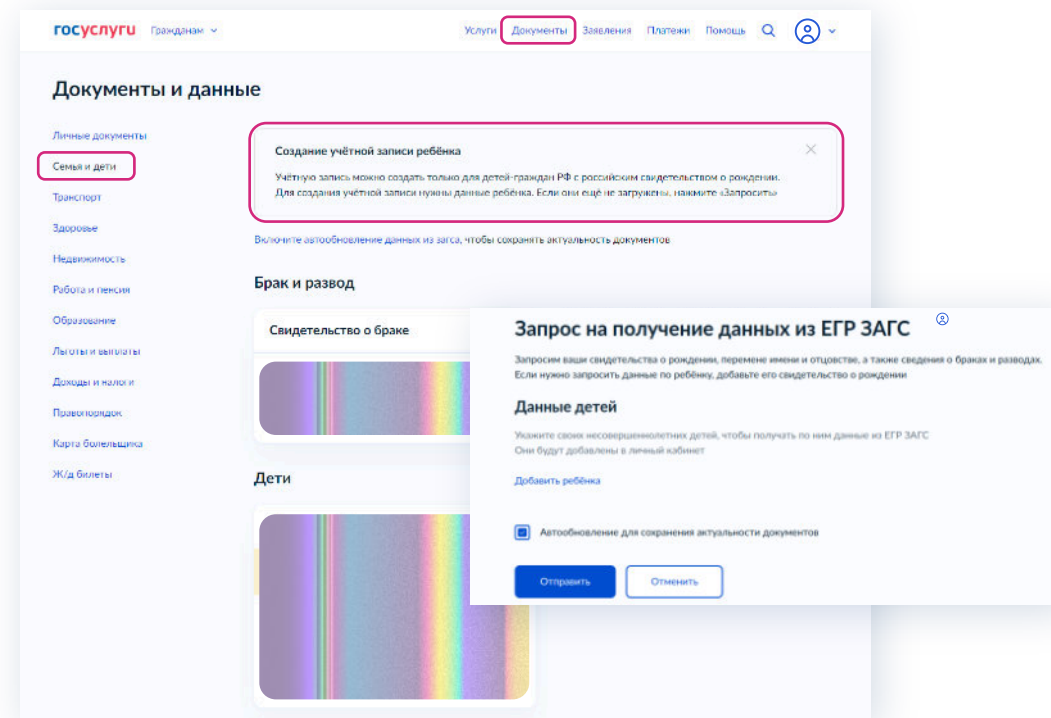 госуслуги Гражданам
Услуги Документы Заявления Платежи Помощь
Документы и данные
Личные документы
Семья и дети
Транспорт
Здоровье
Недвижимость
Работа и пенсия
Образование
Льготы и выплаты
Доходы и налоги
Правопорядок
Карта болельщика
Ж/д билеты
Создание учётной записи ребёнка
Учётную запись можно создать только для детей-граждан РФ с российским свидетельством о рождении.
Для создания учётной записи нужны данные ребёнка. Если они ещё не загружены, нажмите «Запросить»
Включите автообновление данных из загса, чтобы сохранять актуальность документов
Брак и развод
Свидетельство о браке
Дети
Запрос на получение данных из ЕГР ЗАГС
Запросим ваши свидетельства о рождении, перемене имени и отцовстве, а также сведения о браках и разводах.
Если нужно запросить данные по ребёнку, добавьте его свидетельство о рождении
Данные детей
Укажите своих несовершеннолетних детей, чтобы получать по ним данные из ЕГР ЗАГС
Они будут добавлены в личный кабинет
Добавить ребёнка
Автообновление для сохранения актуальности документов
Отправить Отменить